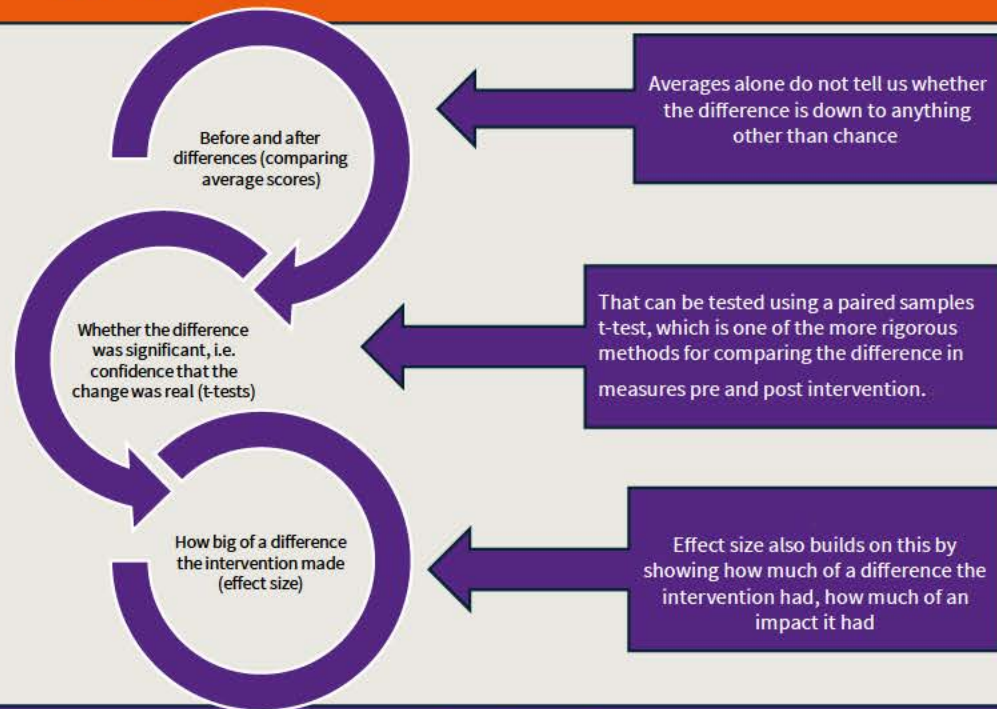 Before and after
differences (comparing
average scores)
Averages alone do not tell us whether
the difference is down to anything
other than chance
Whether the difference
was significant, i.e.
confidence that the
change was real (t-tests)
That can be tested using a paired samples
t-test, which is one of the more rigorous
methods for comparing the difference in
measures pre and post intervention.
How big of a difference
the intervention made
(effect size)
Effect size also builds on this by
showing how much of a difference the
intervention had, how much of an
impact it had